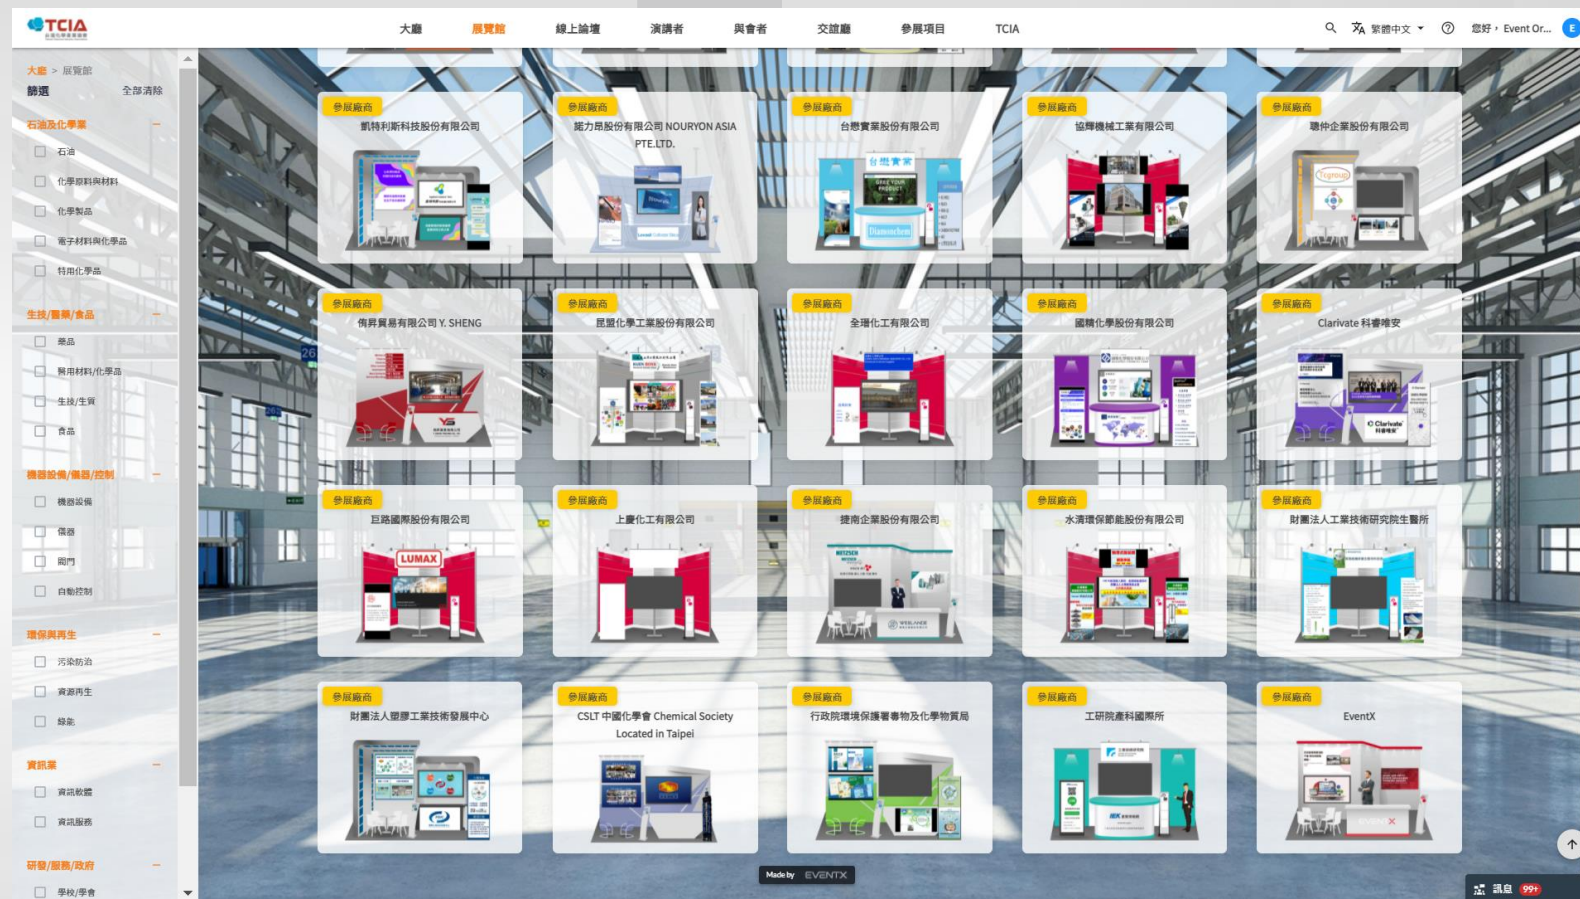 TCIA
大廳
展覽館
線上論壇
演講者
與會者
交誼廳
參展項目
TCIA
繁體中文
您好，Event Or...
E
大廳 > 展覽館
篩選
全部清除
石油及化學業
石油
化學原料與材料
化學製品
電子材料與化學品
特用化學品
生技/醫藥/食品
藥品
醫用材料/化學品
生技/生質
食品
機器設備/儀器/控制
機器設備
儀器
閥門
自動控制
環保與再生
污染防治
資源再生
綠能
資訊業
資訊軟體
資訊服務
研發/服務/政府
學校/學會
參展廠商
凱特利斯科技股份有限公司
參展廠商
諾力昂股份有限公司 NOURYON ASIA
PTE.LTD.
參展廠商
台懋實業股份有限公司
台懋實業
GREE YOUR
PRODUCT
Diamonchem
參展廠商
協輝機械工業有限公司
參展廠商
聰仲企業股份有限公司
Tcgroup
參展廠商
侑昇貿易有限公司 Y. SHENG
YS
參展廠商
昆盟化學工業股份有限公司
參展廠商
全瑨化工有限公司
參展廠商
國精化學股份有限公司
參展廠商
Clarivate 科睿唯安
Clarivate
科睿唯安
參展廠商
巨路國際股份有限公司
LUMAX
參展廠商
上慶化工有限公司
參展廠商
捷南企業股份有限公司
NETZSCH
參展廠商
水清環保節能股份有限公司
參展廠商
財團法人工業技術研究院生醫所
參展廠商
財團法人塑膠工業技術發展中心
參展廠商
CSLT 中國化學會 Chemical Society
Located in Taipei
參展廠商
行政院環境保護署毒物及化學物質局
參展廠商
工研院產科國際所
參展廠商
EventX
EVENTX
26
Made by EVENTX
訊息 99+